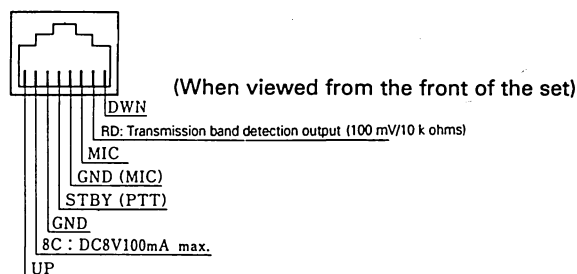 (When viewed from the front of the set)
DWN
RD: Transmission band detection output (100 mV/10 k ohms)
MIC
GND (MIC)
STBY (PTT)
GND
8C : DC8V100mA max.
UP